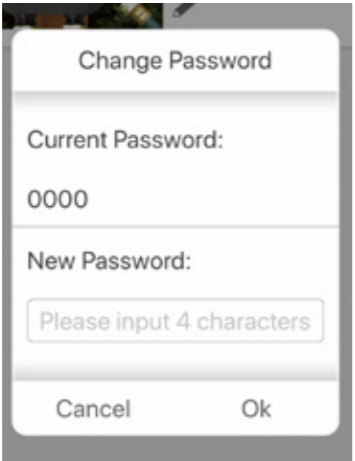 Change Password
Current Password:
0000
New Password:
Please input 4 characters
Cancel
Ok